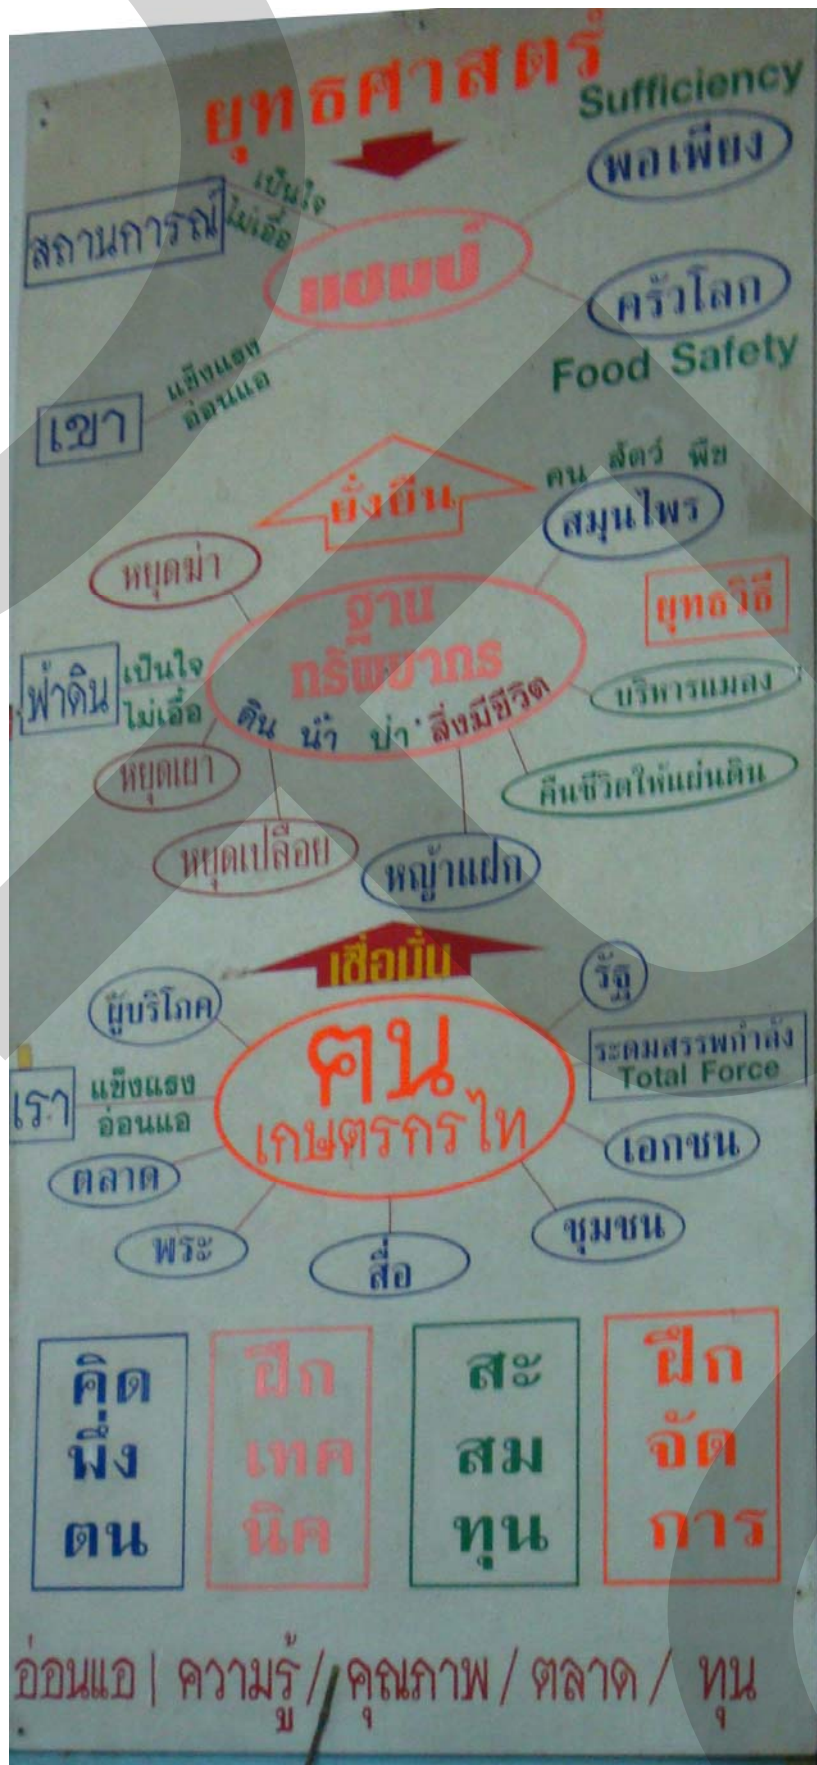 ยุทธศาสตร์
Sufficiency
พอเพียง
เป็นใจ
ไม่เอื้อ
สถานการณ์
แชมป์
ครัวโลก
Food Safety
แข็งแรง
อ่อนแอ
เขา
ยั่งยืน
คน สัตว์ พืช
สมุนไพร
หยุดฆ่า
ฐาน
ทรัพยากร
ยุทธวิธี
ฟ้าดิน
เป็นใจ
ไม่เอื้อ
ดิน น้ำ ป่า สิ่งมีชีวิต
บริหารแมลง
หยุดเผา
คืนชีวิตให้แผ่นดิน
หยุดเปลือย
หญ้าแฝก
เชื่อมั่น
ผู้บริโภค
รัฐ
คน
เกษตรกรไท
ระดมสรรพกำลัง
Total Force
เรา
แข็งแรง
อ่อนแอ
เอกชน
ตลาด
พระ
สื่อ
ชุมชน
คิด
พึ่ง
ตน
ฝึก
เทค
นิค
สะ
สม
ทุน
ฝึก
จัด
การ
อ่อนแอ | ความรู้ / คุณภาพ / ตลาด / ทุน